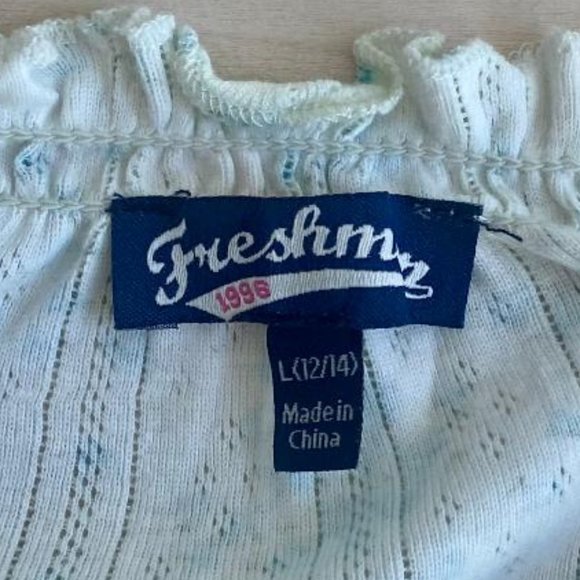 Freshman
1996
L(12/14)
Made in
China